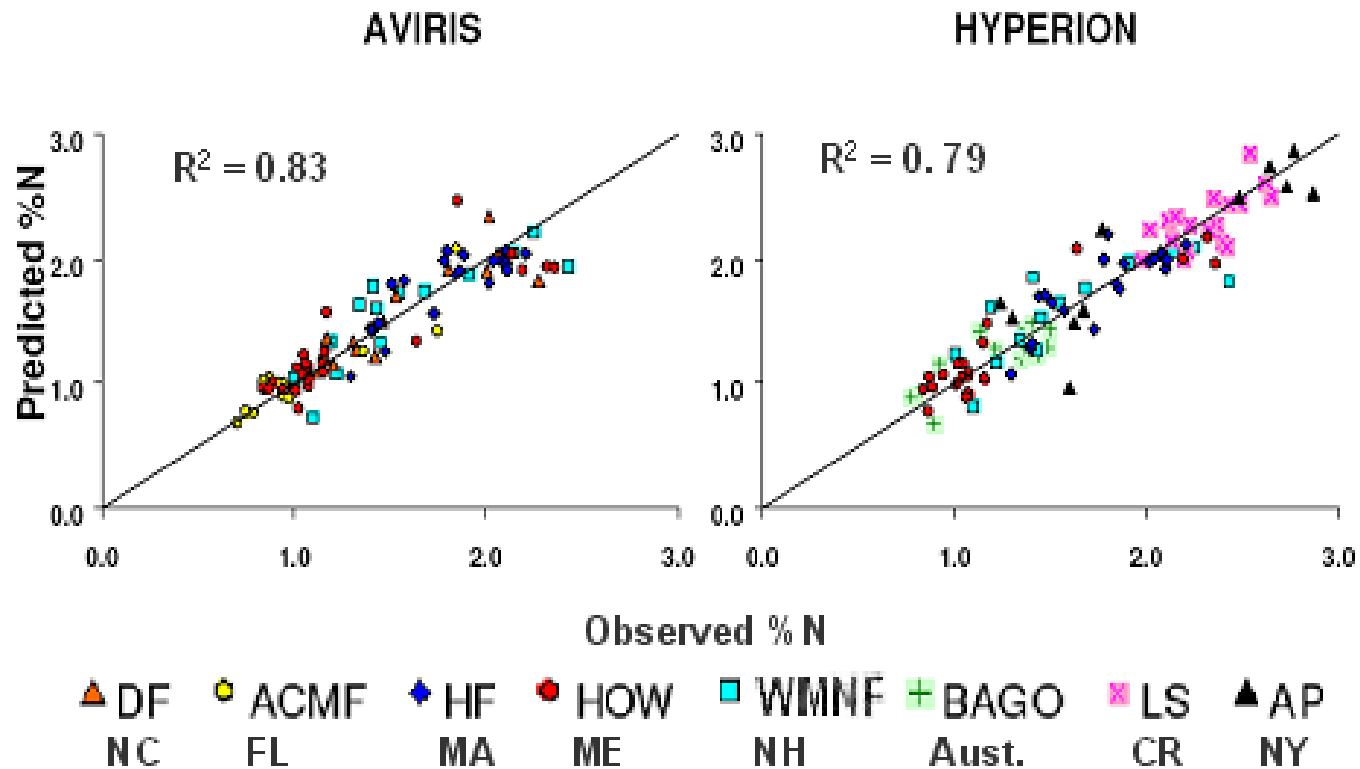 AVIRIS HYPERION
R² = 0.83 R² = 0.79
Predicted %N
3.0 3.0
2.0 2.0
1.0 1.0
0.0 0.0
0.0 1.0 2.0 3.0 0.0 1.0 2.0 3.0
Observed % N
DF ACMF HF HOW WMNF BAGO LS AP
NC FL MA ME NH Aust. CR NY